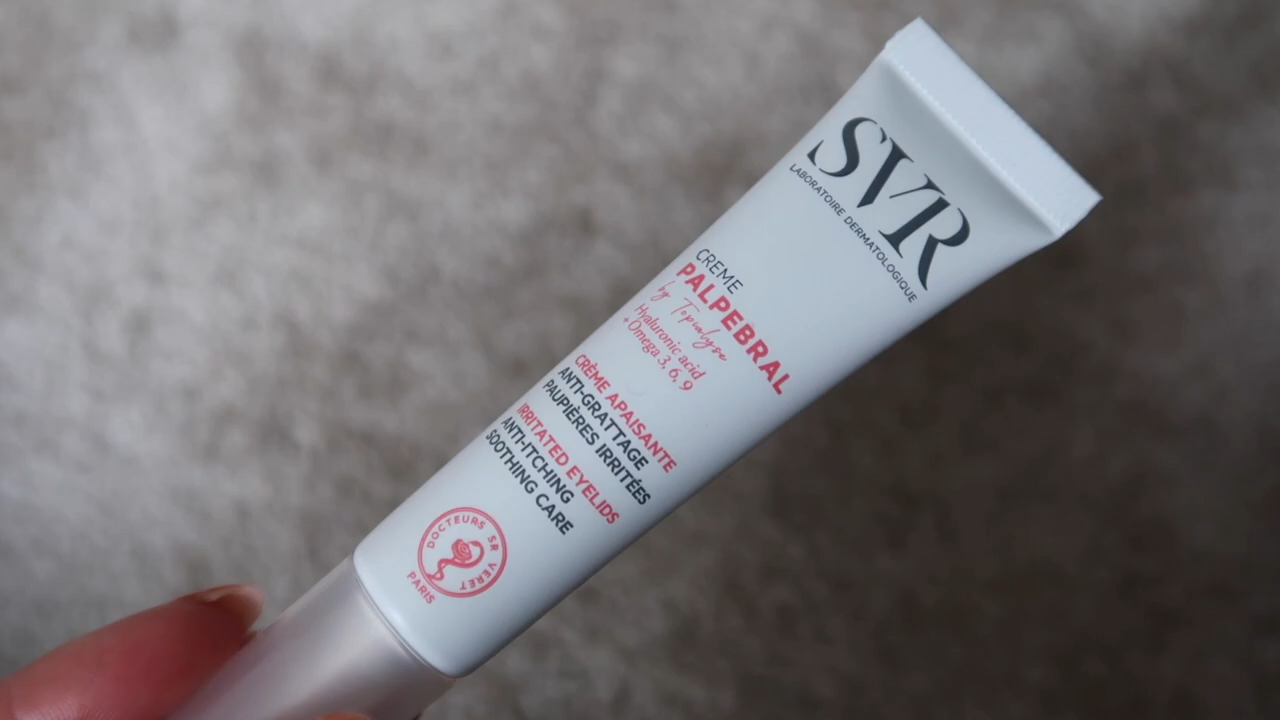 SVR
LABORATOIRE DERMATOLOGIQUE
CREME
PALPEBRAL
by Topialyse
Hyaluronic acid
+ Omega 3, 6, 9
CRÈME APAISANTE
ANTI-GRATTAGE
PAUPIÈRES IRRITÉES
IRRITATED EYELIDS
ANTI-ITCHING
SOOTHING CARE
DOCTEURS SR VERET
PARIS